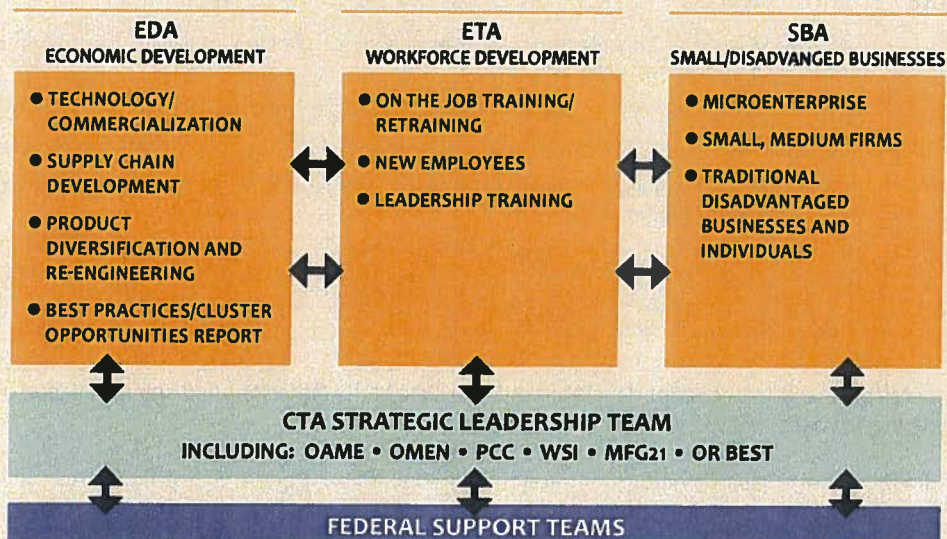 EDA
ECONOMIC DEVELOPMENT
● TECHNOLOGY/
COMMERCIALIZATION
● SUPPLY CHAIN
DEVELOPMENT
● PRODUCT
DIVERSIFICATION AND
RE-ENGINEERING
● BEST PRACTICES/CLUSTER
OPPORTUNITIES REPORT
ETA
WORKFORCE DEVELOPMENT
● ON THE JOB TRAINING/
RETRAINING
● NEW EMPLOYEES
● LEADERSHIP TRAINING
SBA
SMALL/DISADVANGED BUSINESSES
● MICROENTERPRISE
● SMALL, MEDIUM FIRMS
● TRADITIONAL
DISADVANTAGED
BUSINESSES AND
INDIVIDUALS
CTA STRATEGIC LEADERSHIP TEAM
INCLUDING: OAME • OMEN • PCC • WSI • MFG21 • OR BEST
FEDERAL SUPPORT TEAMS